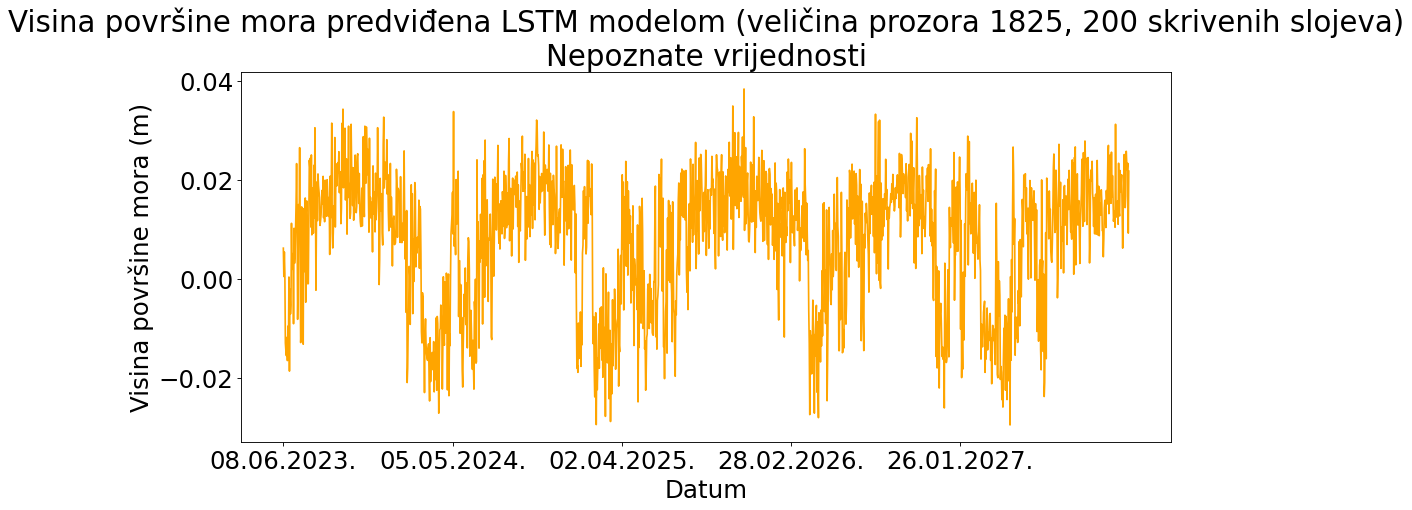 Visina površine mora predviđena LSTM modelom (veličina prozora 1825, 200 skrivenih slojeva)
Nepoznate vrijednosti
Visina površine mora (m)
0.04
0.02
0.00
−0.02
08.06.2023. 05.05.2024. 02.04.2025. 28.02.2026. 26.01.2027.
Datum